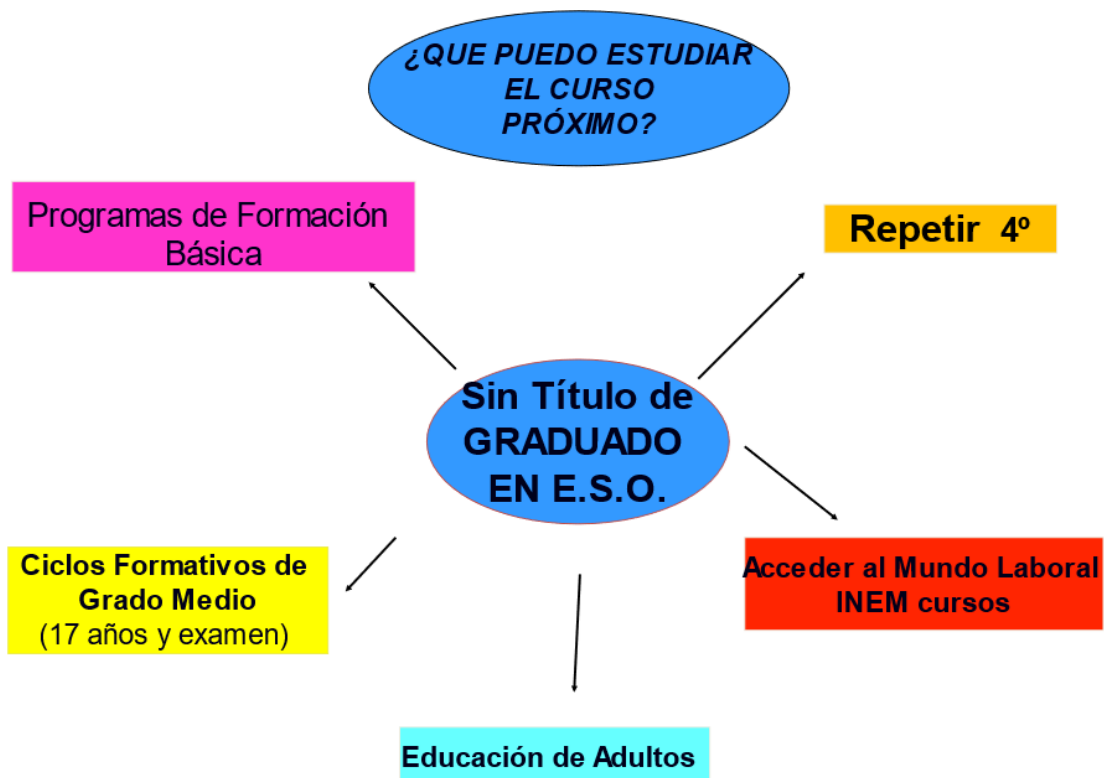 ¿QUE PUEDO ESTUDIAR
EL CURSO
PRÓXIMO?
Programas de Formación
Básica
Repetir 4º
Sin Título de
GRADUADO
EN E.S.O.
Ciclos Formativos de
Grado Medio
(17 años y examen)
Acceder al Mundo Laboral
INEM cursos
Educación de Adultos